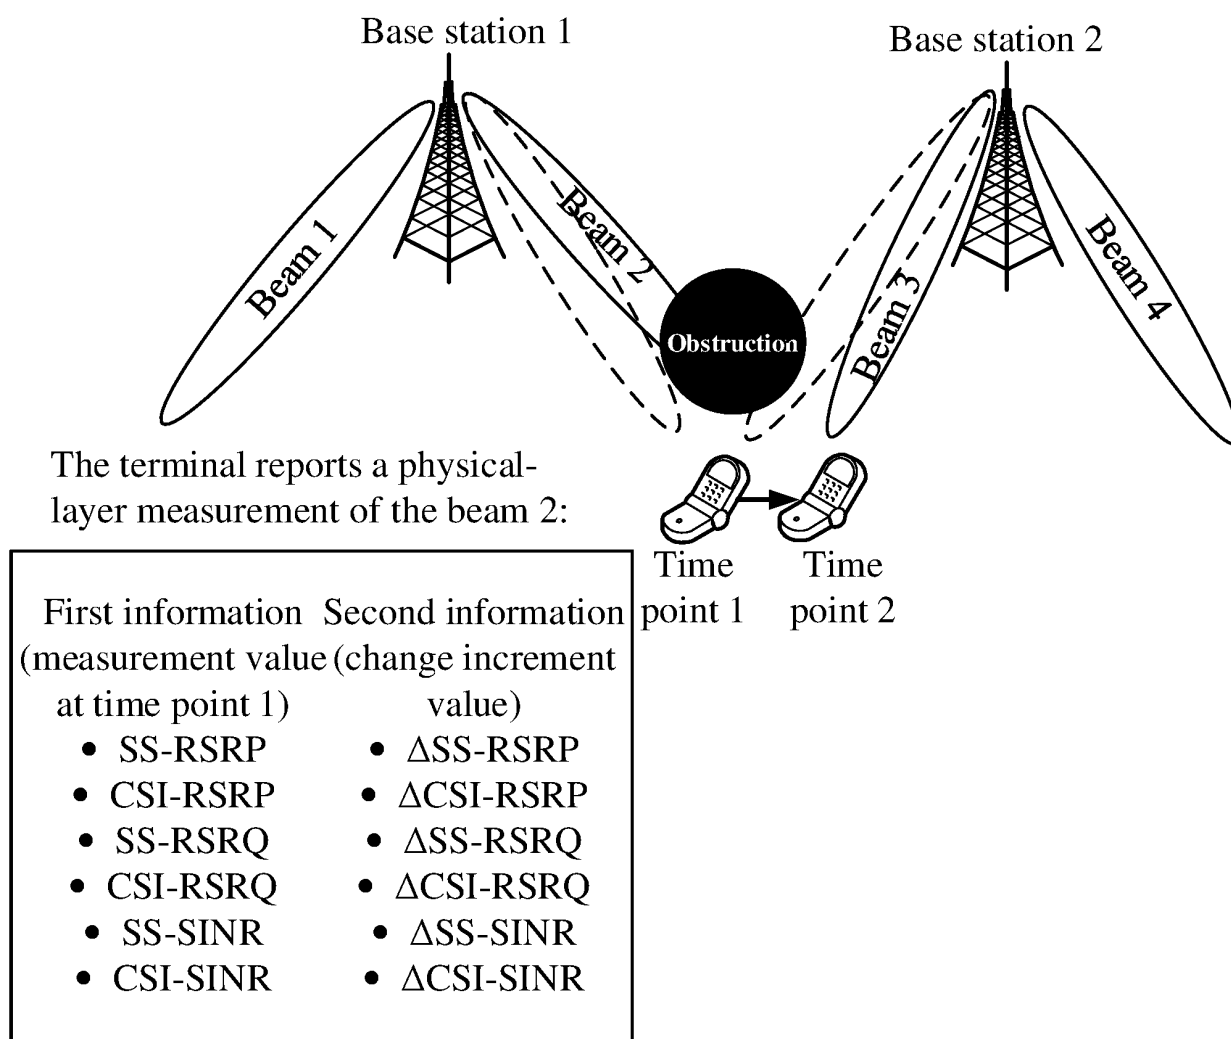 Base station 1
Base station 2
Beam 1
Beam 2
Beam 3
Beam 4
Obstruction
The terminal reports a physical-
layer measurement of the beam 2:
Time
point 1
Time
point 2
First information
(measurement value
at time point 1)
• SS-RSRP
• CSI-RSRP
• SS-RSRQ
• CSI-RSRQ
• SS-SINR
• CSI-SINR
Second information
(change increment
value)
• ΔSS-RSRP
• ΔCSI-RSRP
• ΔSS-RSRQ
• ΔCSI-RSRQ
• ΔSS-SINR
• ΔCSI-SINR